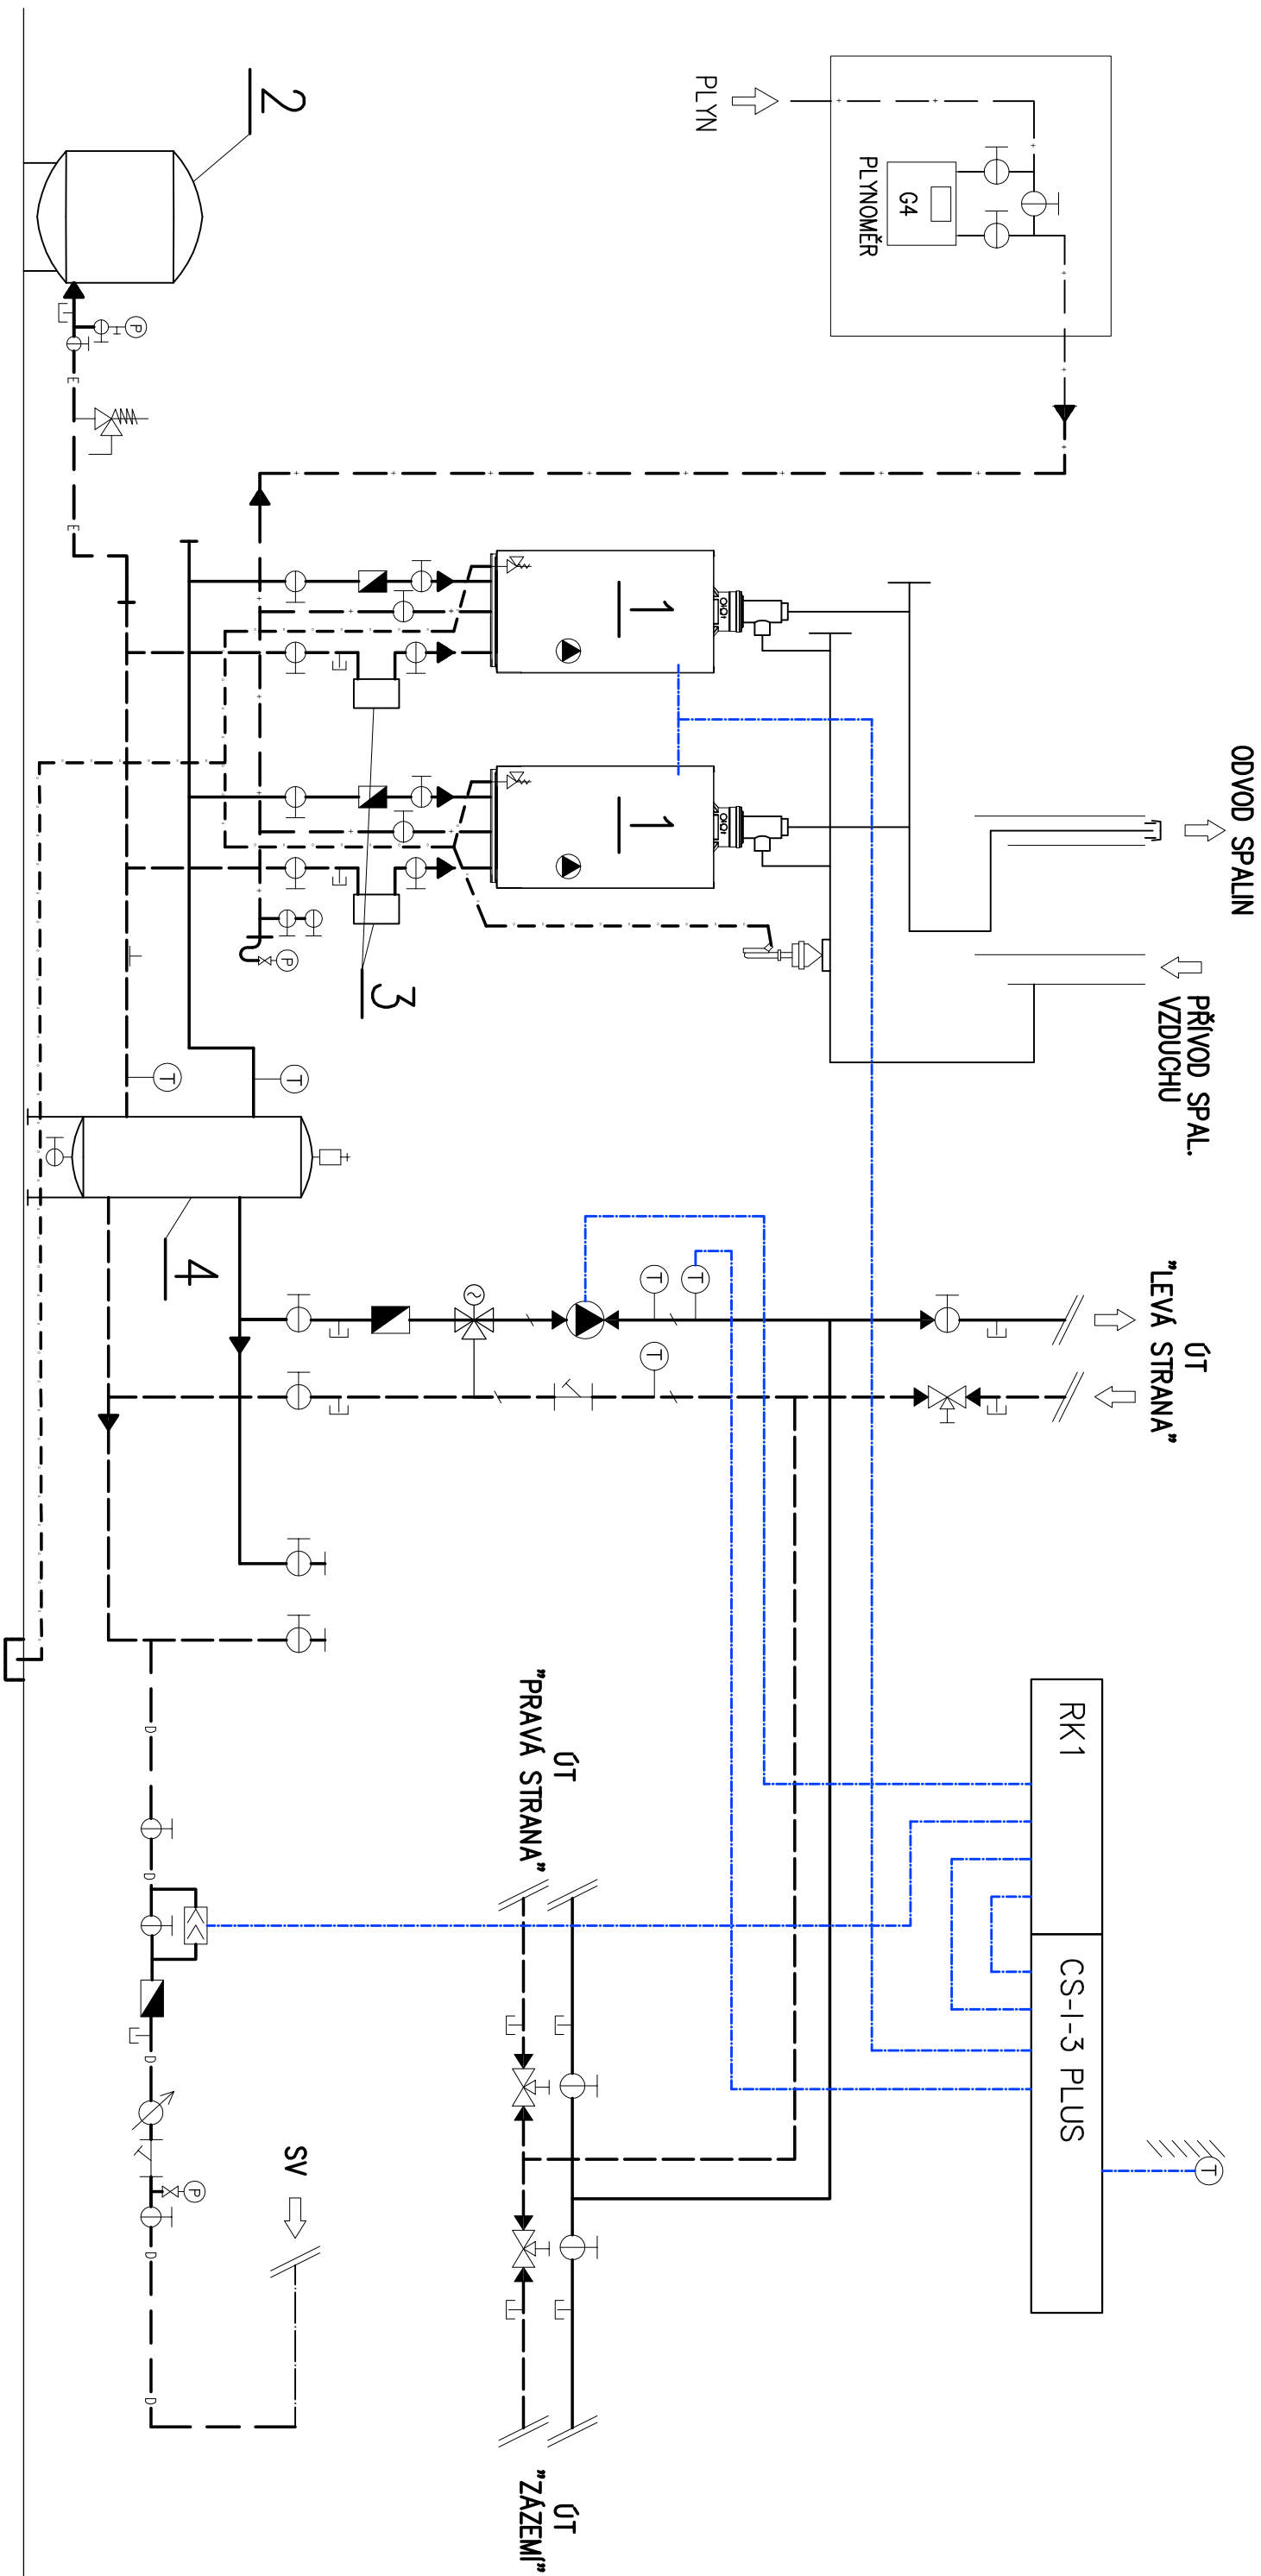 ODVOD SPALIN
PŘÍVOD SPAL.
VZDUCHU
ÚT
"LEVÁ STRANA"
RK1
CS-I-3 PLUS
T
PLYN
G4
PLYNOMĚR
1
1
3
P
T
T
T
T
T
ÚT
"PRAVÁ STRANA"
ÚT
"ZÁZEMÍ"
2
P
E
E
4
SV
D
D
D
P
D
D